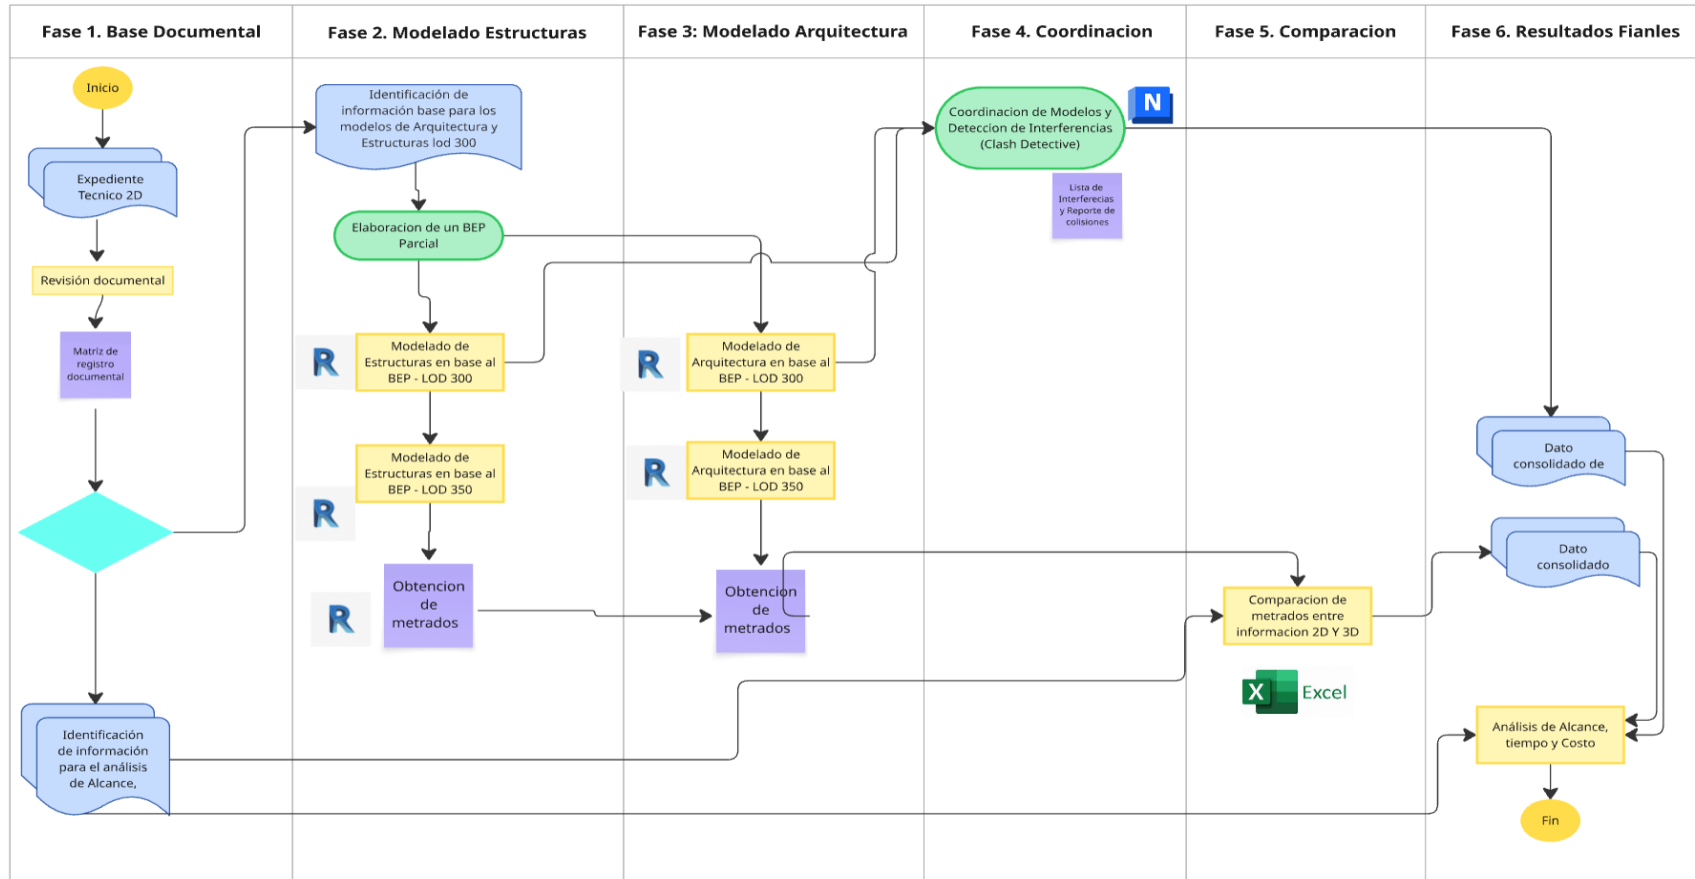 Fase 1. Base Documental
Fase 2. Modelado Estructuras
Fase 3: Modelado Arquitectura
Fase 4. Coordinacion
Fase 5. Comparacion
Fase 6. Resultados Fianles
Inicio
Expediente
Tecnico 2D
Revisión documental
Matriz de
registro
documental
Identificación
de información
para el análisis
de Alcance,
Identificación de
información base para los
modelos de Arquitectura y
Estructuras lod 300
Elaboracion de un BEP
Parcial
R
Modelado de
Estructuras en base al
BEP - LOD 300
R
Modelado de
Estructuras en base al
BEP - LOD 350
R
Obtencion
de
metrados
R
Modelado de
Arquitectura en base al
BEP - LOD 300
R
Modelado de
Arquitectura en base al
BEP - LOD 350
Obtencion
de
metrados
Coordinacion de Modelos y
Deteccion de Interferencias
(Clash Detective)
N
Lista de
Interferecias
y Reporte de
colisiones
Comparacion de
metrados entre
informacion 2D Y 3D
X Excel
Dato
consolidado de
Dato
consolidado
Análisis de Alcance,
tiempo y Costo
Fin